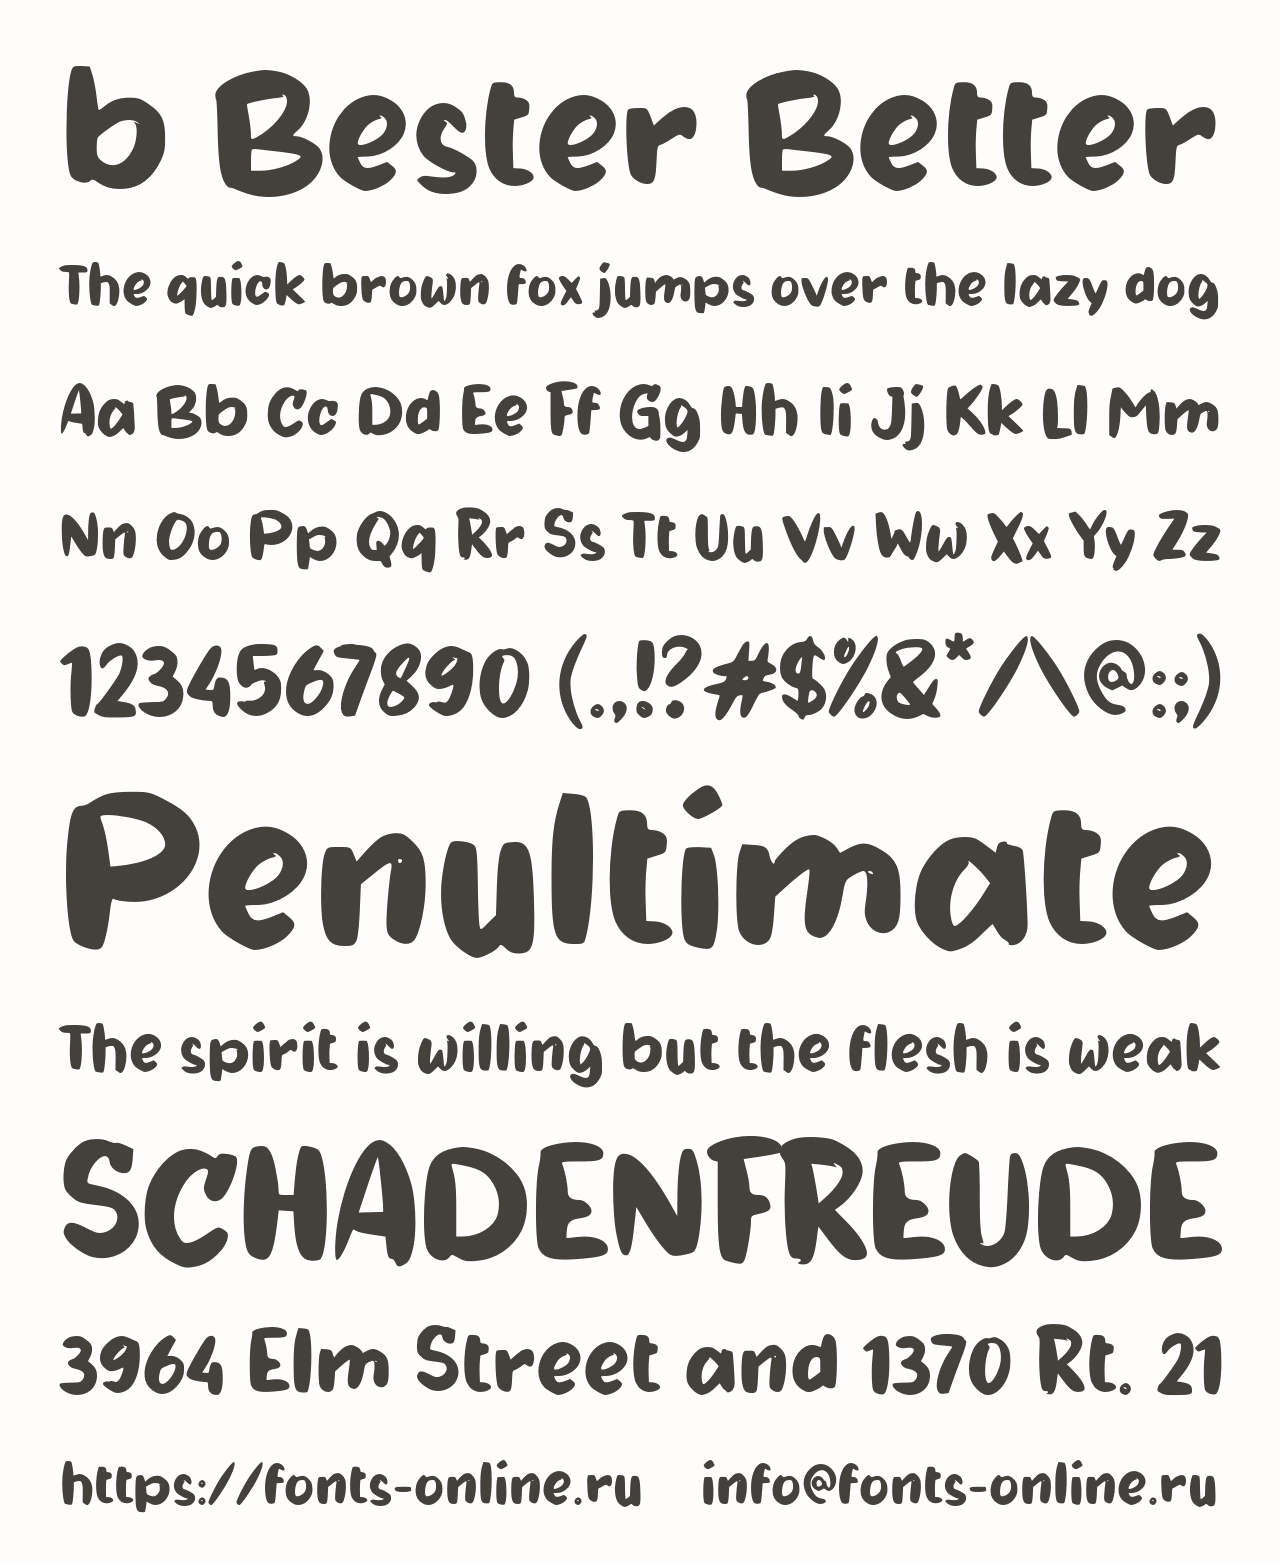 b Bester Better
The quick brown fox jumps over the lazy dog
Aa Bb Cc Dd Ee Ff Gg Hh Ii Jj Kk Ll Mm
Nn Oo Pp Qq Rr Ss Tt Uu Vv Ww Xx Yy Zz
1234567890 (.,!?#$%&*/\@:;)
Penultimate
The spirit is willing but the flesh is weak
SCHADENFREUDE
3964 Elm Street and 1370 Rt. 21
https://fonts-online.ru info@fonts-online.ru